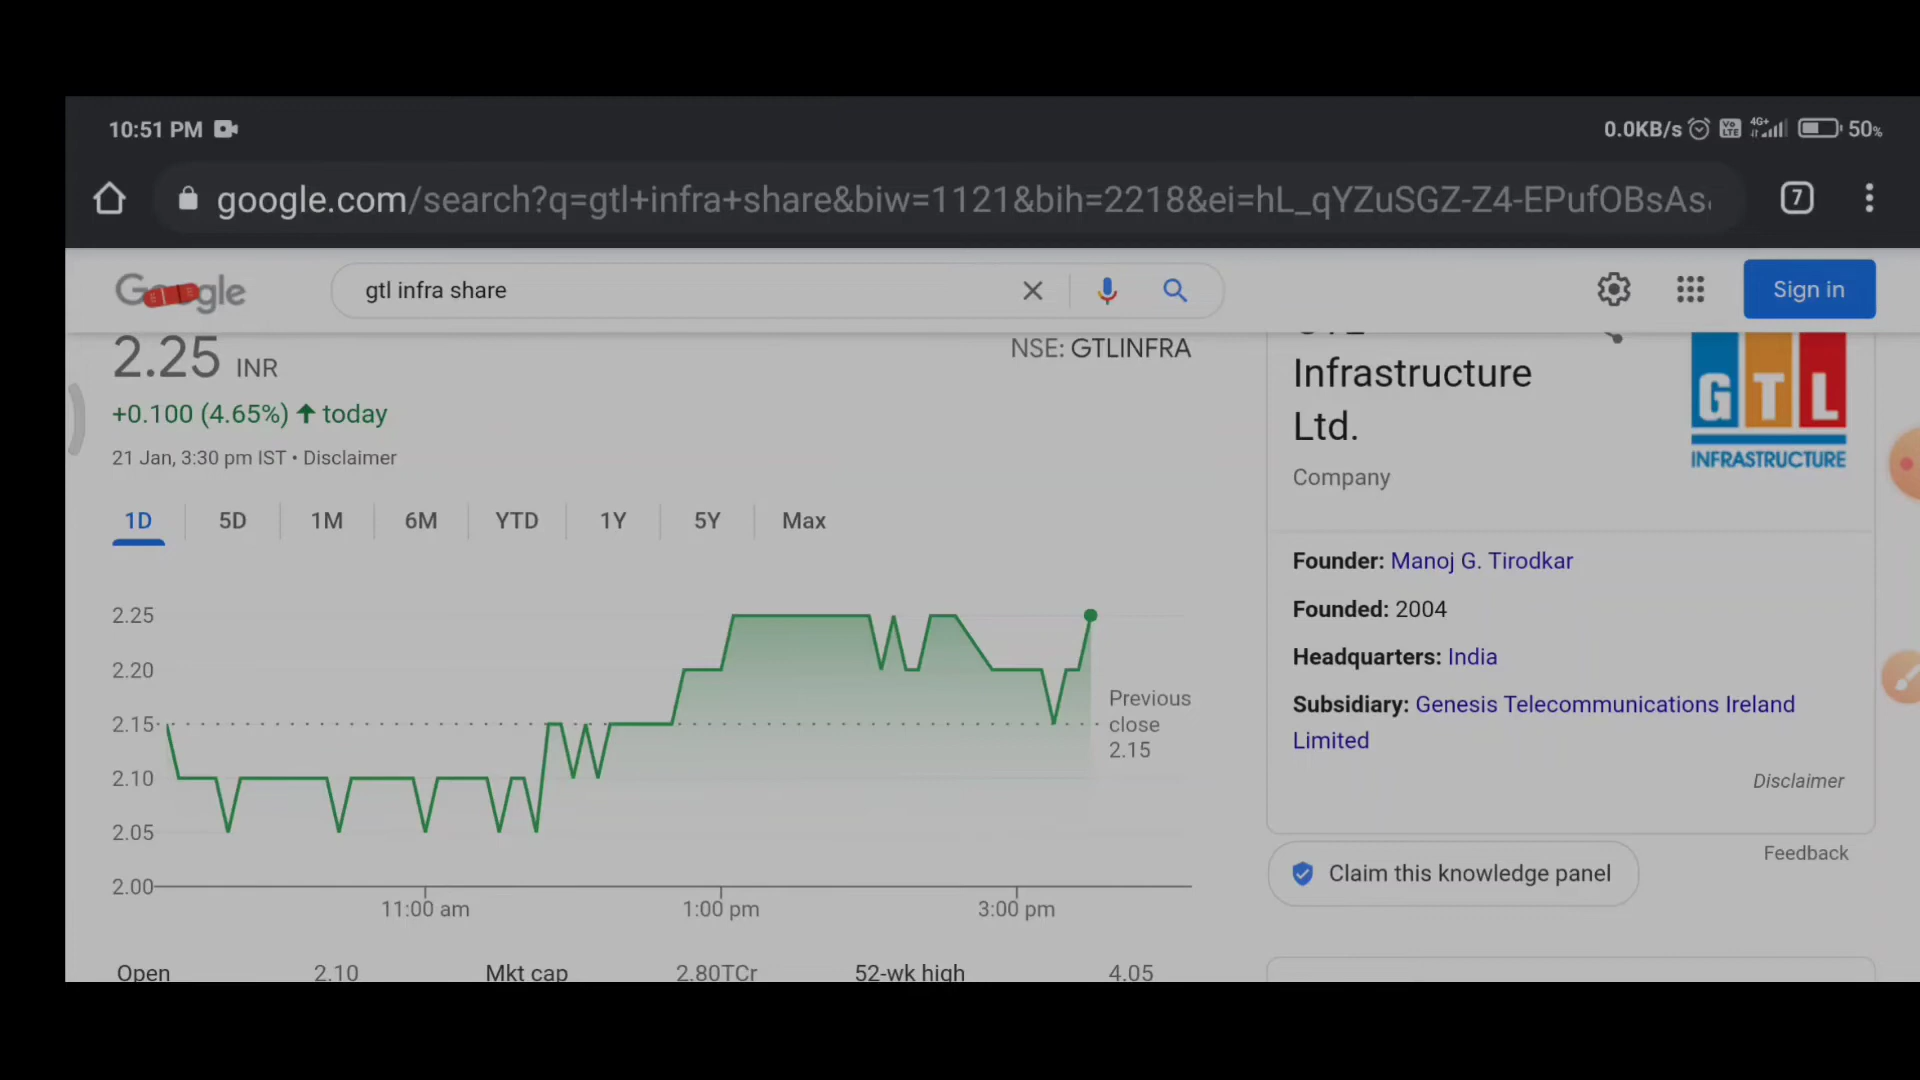 10:51 PM
0.0KB/s Vo LTE 4G+ 50%
google.com/search?q=gtl+infra+share&biw=1121&bih=2218&ei=hL_qYZuSGZ-Z4-EPufOBsAs
7
Google
gtl infra share
Sign in
2.25 INR
NSE: GTLINFRA
+0.100 (4.65%) ↑ today
21 Jan, 3:30 pm IST • Disclaimer
1D 5D 1M 6M YTD 1Y 5Y Max
2.25
2.20
2.15
2.10
2.05
2.00
Previous
close
2.15
11:00 am 1:00 pm 3:00 pm
Open 2.10 Mkt cap 2.80TCr 52-wk high 4.05
Infrastructure
Ltd.
Company
GTL
INFRASTRUCTURE
Founder: Manoj G. Tirodkar
Founded: 2004
Headquarters: India
Subsidiary: Genesis Telecommunications Ireland
Limited
Disclaimer
Feedback
Claim this knowledge panel